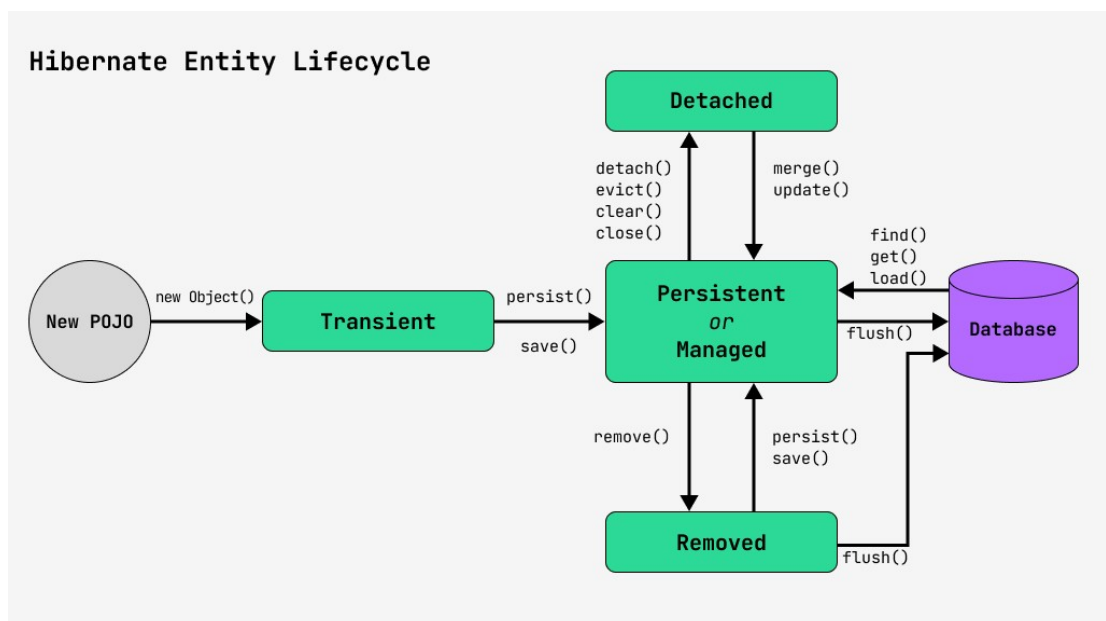 Hibernate Entity Lifecycle
Detached
detach()
evict()
clear()
close()
merge()
update()
find()
get()
load()
New POJO
new Object()
Transient
persist()
save()
Persistent
or
Managed
flush()
Database
remove()
persist()
save()
Removed
flush()